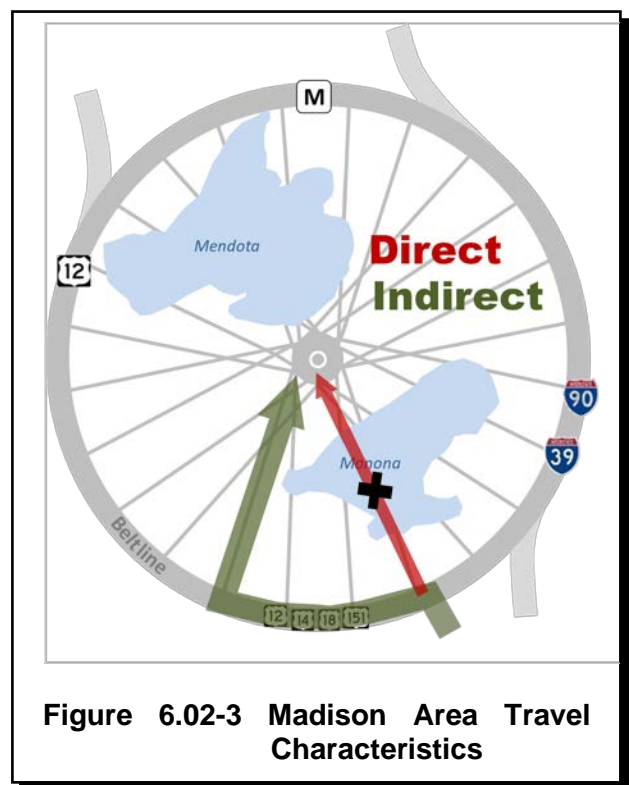 M
Mendota
12
Direct
Indirect
90
39
Monona
Beltline
12 14 18 151
Figure 6.02-3 Madison Area Travel
Characteristics